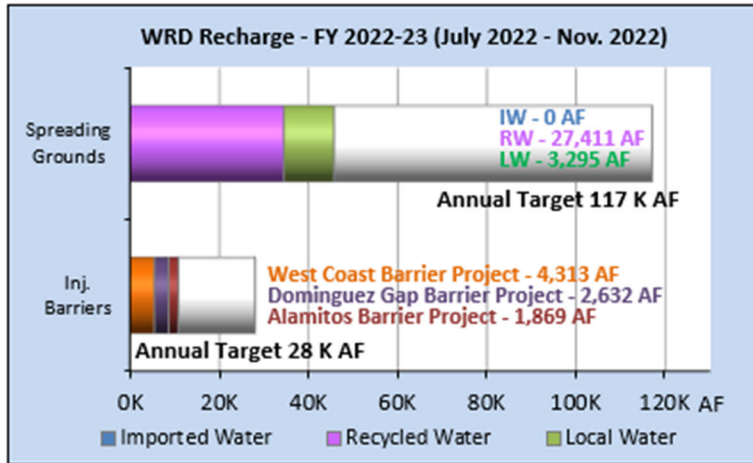 WRD Recharge - FY 2022-23 (July 2022 - Nov. 2022)
Spreading
Grounds
IW - 0 AF
RW - 27,411 AF
LW - 3,295 AF
Annual Target 117 K AF
Inj.
Barriers
West Coast Barrier Project - 4,313 AF
Dominguez Gap Barrier Project - 2,632 AF
Alamitos Barrier Project - 1,869 AF
Annual Target 28 K AF
0K 20K 40K 60K 80K 100K 120K AF
Imported Water Recycled Water Local Water